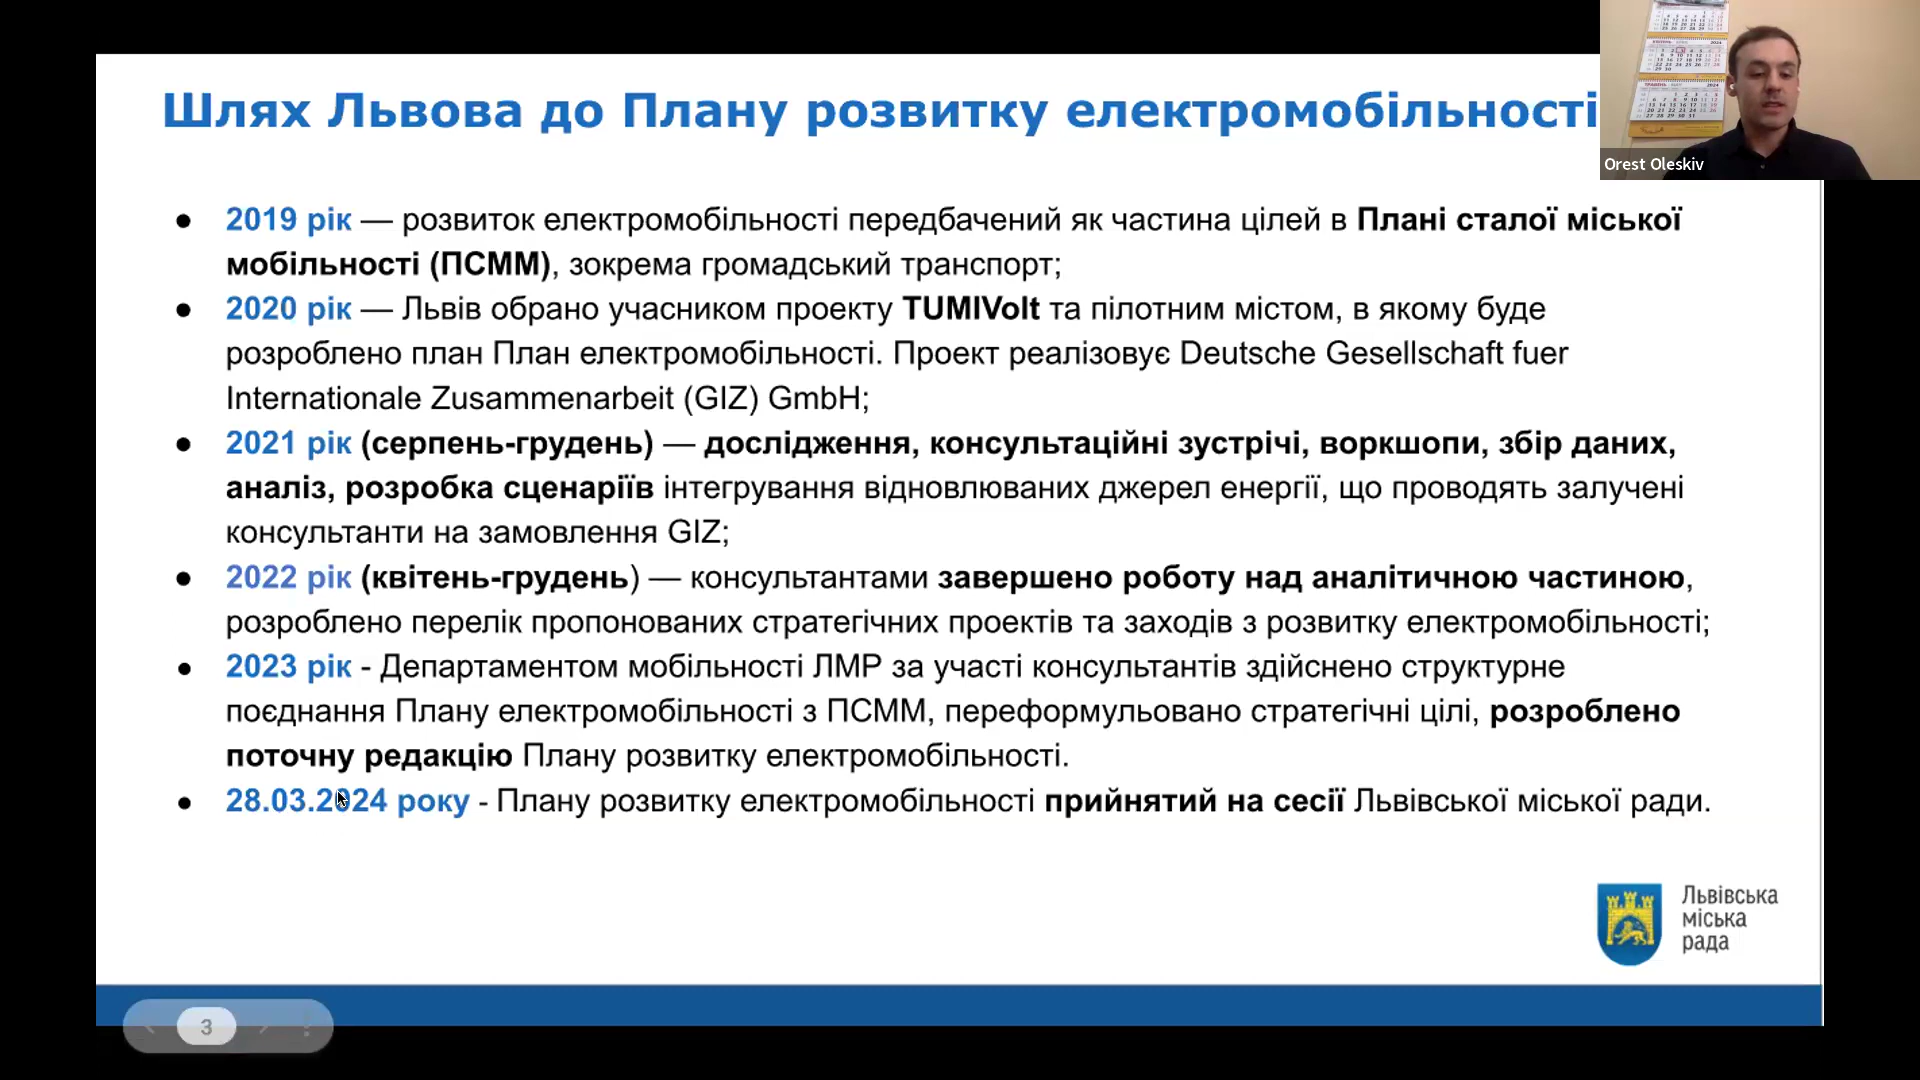 Шлях Львова до Плану розвитку електромобільності
Orest Oleskiv
● 2019 рік — розвиток електромобільності передбачений як частина цілей в Плані сталої міської
мобільності (ПСММ), зокрема громадський транспорт;
● 2020 рік — Львів обрано учасником проекту TUMIVolt та пілотним містом, в якому буде
розроблено план План електромобільності. Проект реалізовує Deutsche Gesellschaft fuer
Internationale Zusammenarbeit (GIZ) GmbH;
● 2021 рік (серпень-грудень) — дослідження, консультаційні зустрічі, воркшопи, збір даних,
аналіз, розробка сценаріїв інтегрування відновлюваних джерел енергії, що проводять залучені
консультанти на замовлення GIZ;
● 2022 рік (квітень-грудень) — консультантами завершено роботу над аналітичною частиною,
розроблено перелік пропонованих стратегічних проектів та заходів з розвитку електромобільності;
● 2023 рік - Департаментом мобільності ЛМР за участі консультантів здійснено структурне
поєднання Плану електромобільності з ПСММ, переформульовано стратегічні цілі, розроблено
поточну редакцію Плану розвитку електромобільності.
● 28.03.2024 року - Плану розвитку електромобільності прийнятий на сесії Львівської міської ради.
Львівська
міська
рада
3